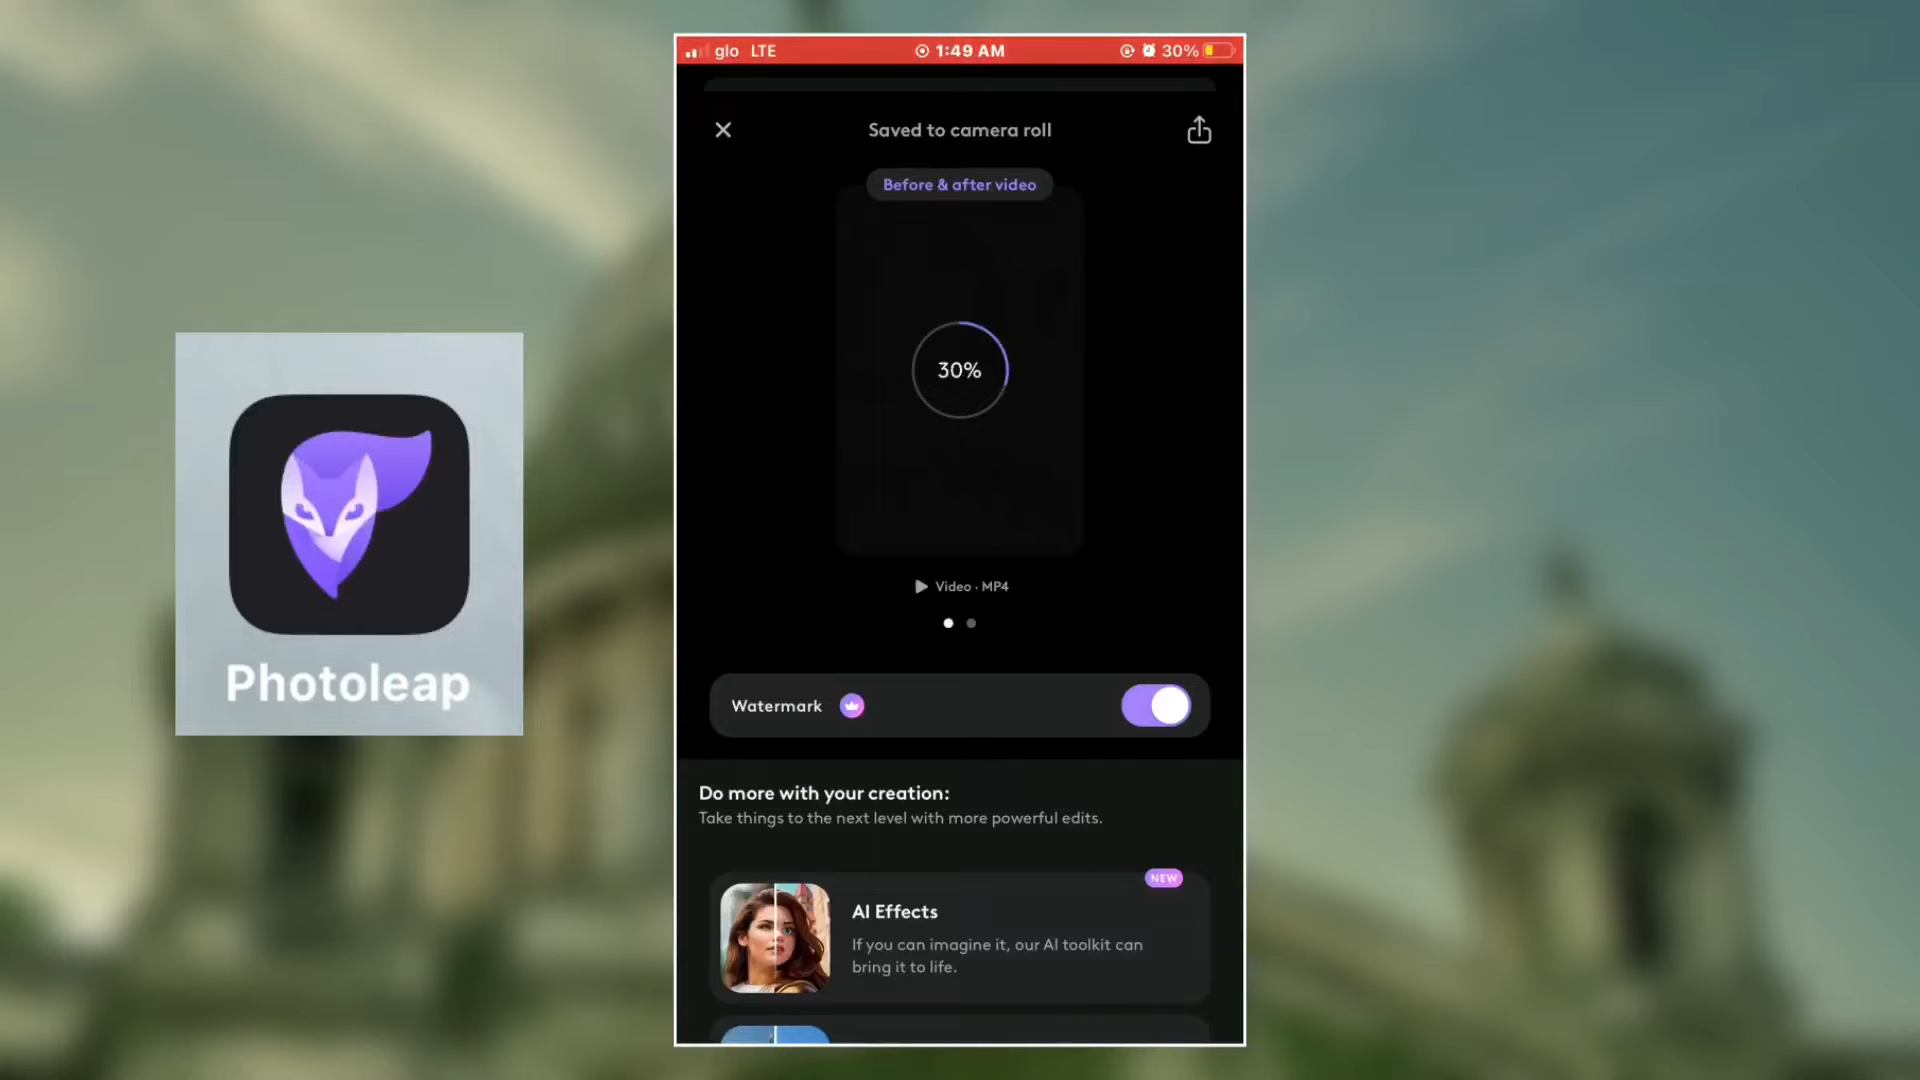 glo LTE
1:49 AM
30%
Saved to camera roll
Before & after video
30%
Video · MP4
Watermark
Do more with your creation:
Take things to the next level with more powerful edits.
NEW
AI Effects
If you can imagine it, our AI toolkit can
bring it to life.
Photoleap